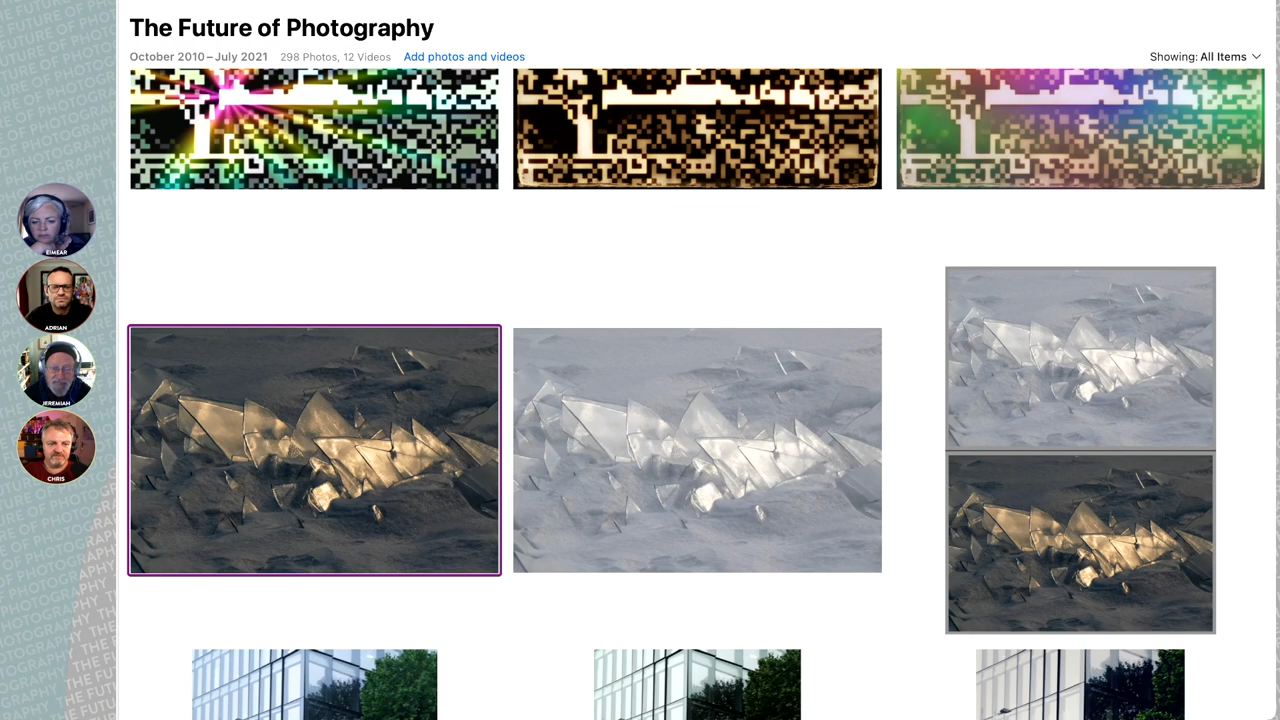 The Future of Photography
October 2010 – July 2021 298 Photos, 12 Videos Add photos and videos Showing: All Items
EIMEAR
ADRIAN
JEREMIAH
CHRIS